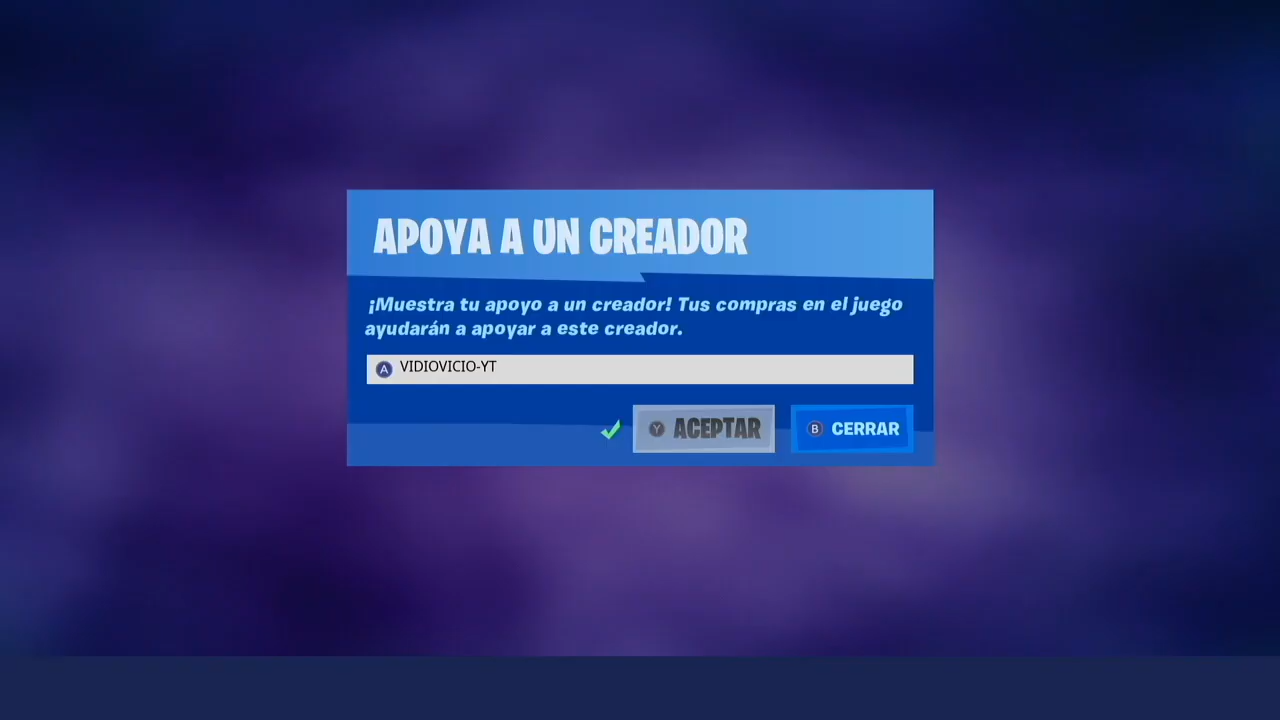 APOYA A UN CREADOR
¡Muestra tu apoyo a un creador! Tus compras en el juego
ayudarán a apoyar a este creador.
A VIDIOVICIO-YT
Y ACEPTAR B CERRAR